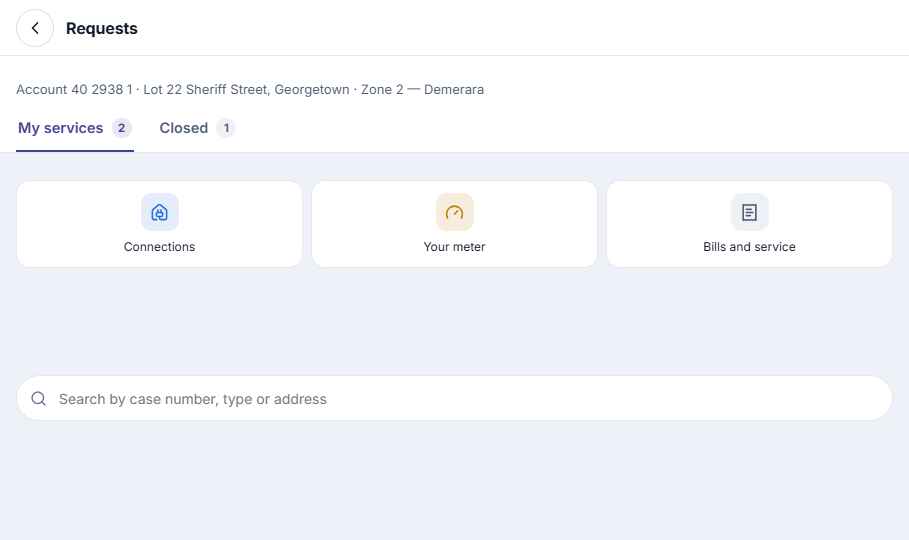 Requests
Account 40 2938 1 · Lot 22 Sheriff Street, Georgetown · Zone 2 — Demerara
My services 2 Closed 1
Connections Your meter Bills and service
Search by case number, type or address